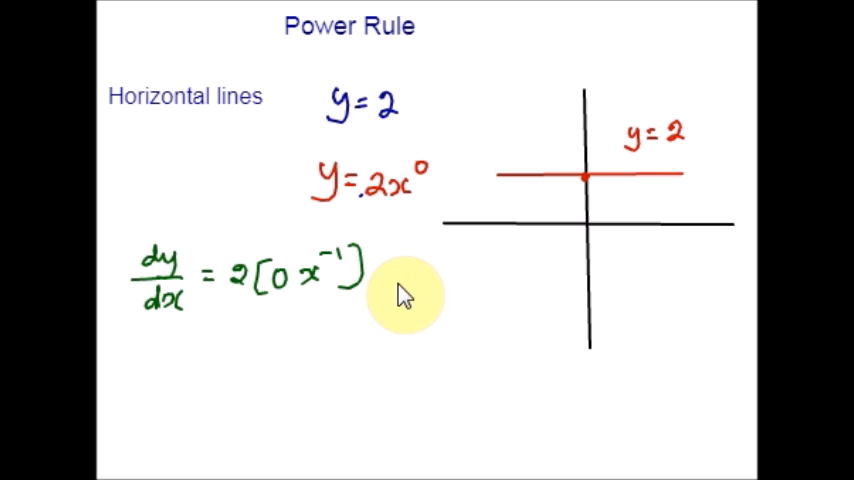 Power Rule
Horizontal lines
y = 2
y = 2x⁰
dy/dx = 2[0 x⁻¹]
y = 2